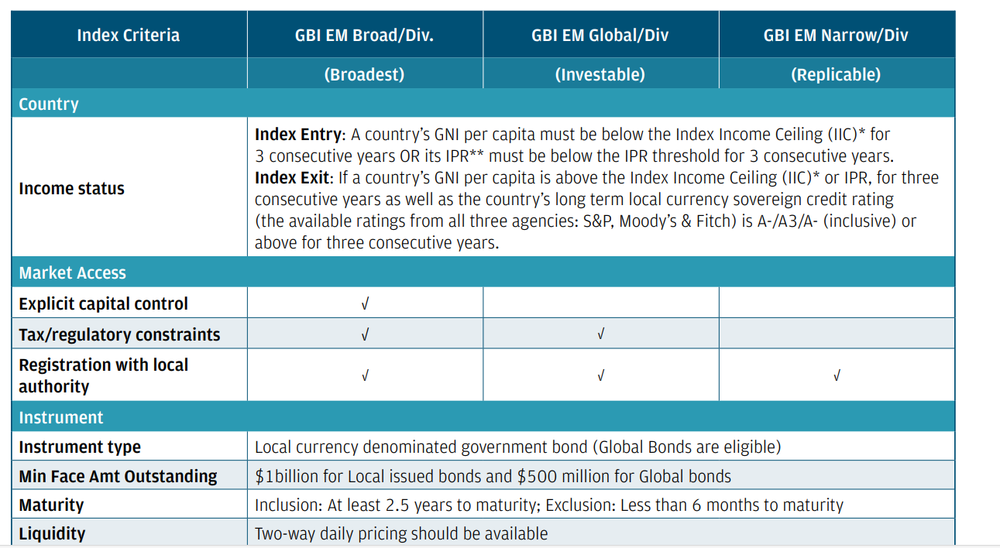 Index Criteria GBI EM Broad/Div. GBI EM Global/Div GBI EM Narrow/Div
(Broadest) (Investable) (Replicable)
Country
Income status
Index Entry: A country’s GNI per capita must be below the Index Income Ceiling (IIC)* for
3 consecutive years OR its IPR** must be below the IPR threshold for 3 consecutive years.
Index Exit: If a country’s GNI per capita is above the Index Income Ceiling (IIC)* or IPR, for three
consecutive years as well as the country’s long term local currency sovereign credit rating
(the available ratings from all three agencies: S&P, Moody’s & Fitch) is A-/A3/A- (inclusive) or
above for three consecutive years.
Market Access
Explicit capital control √
Tax/regulatory constraints √ √
Registration with local
authority √ √ √
Instrument
Instrument type Local currency denominated government bond (Global Bonds are eligible)
Min Face Amt Outstanding $1billion for Local issued bonds and $500 million for Global bonds
Maturity Inclusion: At least 2.5 years to maturity; Exclusion: Less than 6 months to maturity
Liquidity Two-way daily pricing should be available